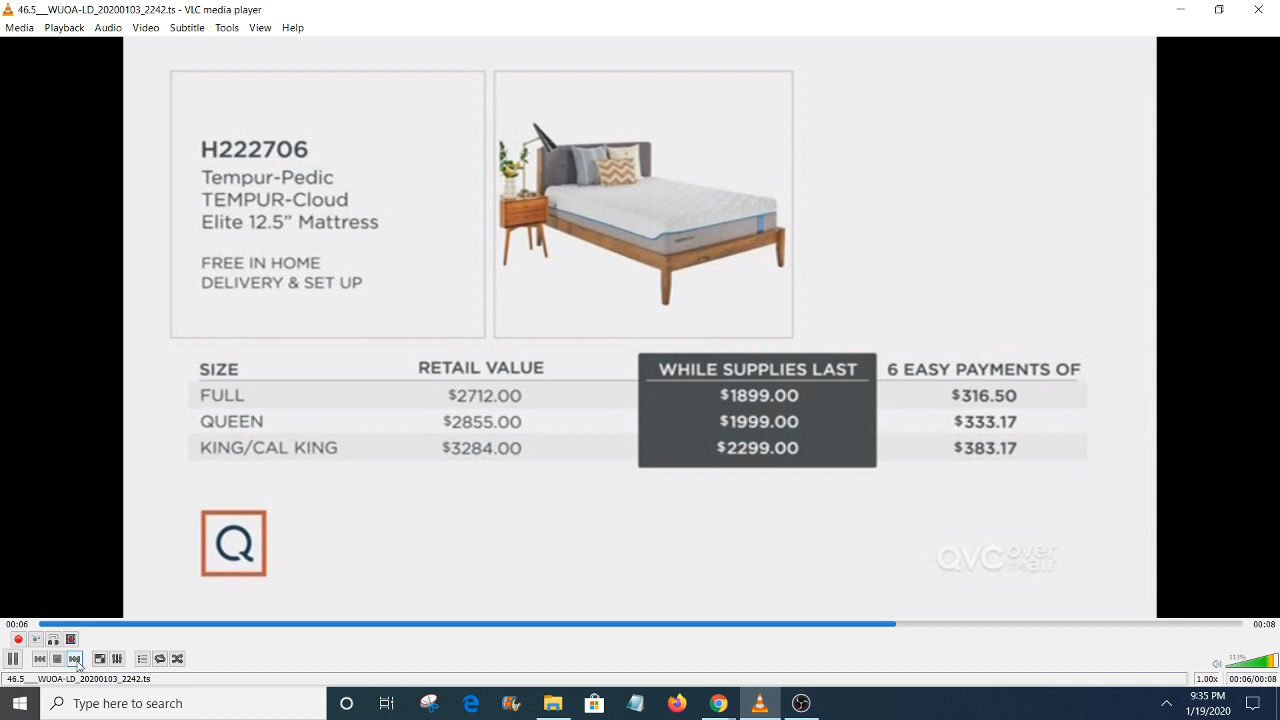 46.5___WUOA-LD_20200103_2242.ts - VLC media player
Media Playback Audio Video Subtitle Tools View Help
H222706
Tempur-Pedic
TEMPUR-Cloud
Elite 12.5” Mattress
FREE IN HOME
DELIVERY & SET UP
SIZE RETAIL VALUE WHILE SUPPLIES LAST 6 EASY PAYMENTS OF
FULL $2712.00 $1899.00 $316.50
QUEEN $2855.00 $1999.00 $333.17
KING/CAL KING $3284.00 $2299.00 $383.17
Q
QVC over the air
00:06 00:08
113%
46.5___WUOA-LD_20200103_2242.ts 1.00x 00:06/00:08
Type here to search
9:35 PM
1/19/2020